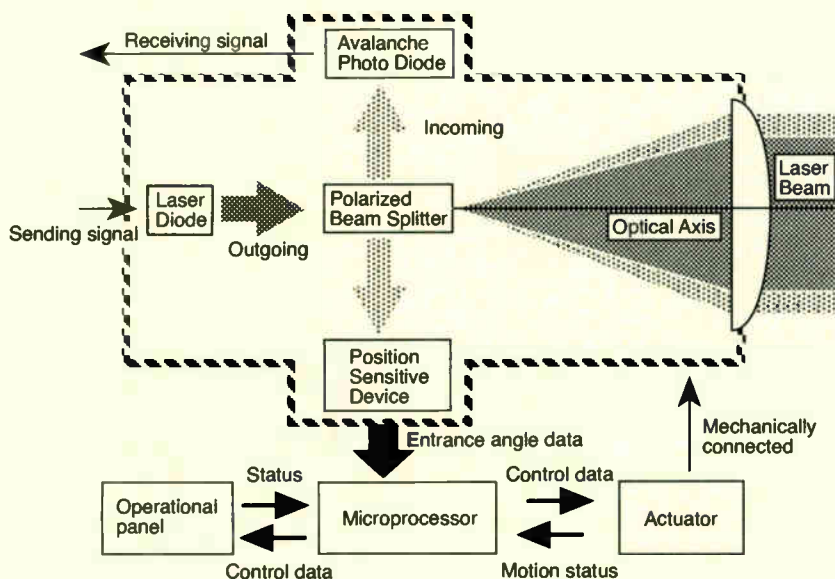 Receiving signal
Avalanche
Photo Diode
Incoming
Laser
Beam
Laser
Diode
Polarized
Beam Splitter
Sending signal
Outgoing
Optical Axis
Position
Sensitive
Device
Entrance angle data
Mechanically
connected
Status
Control data
Operational
panel
Microprocessor
Actuator
Control data
Motion status